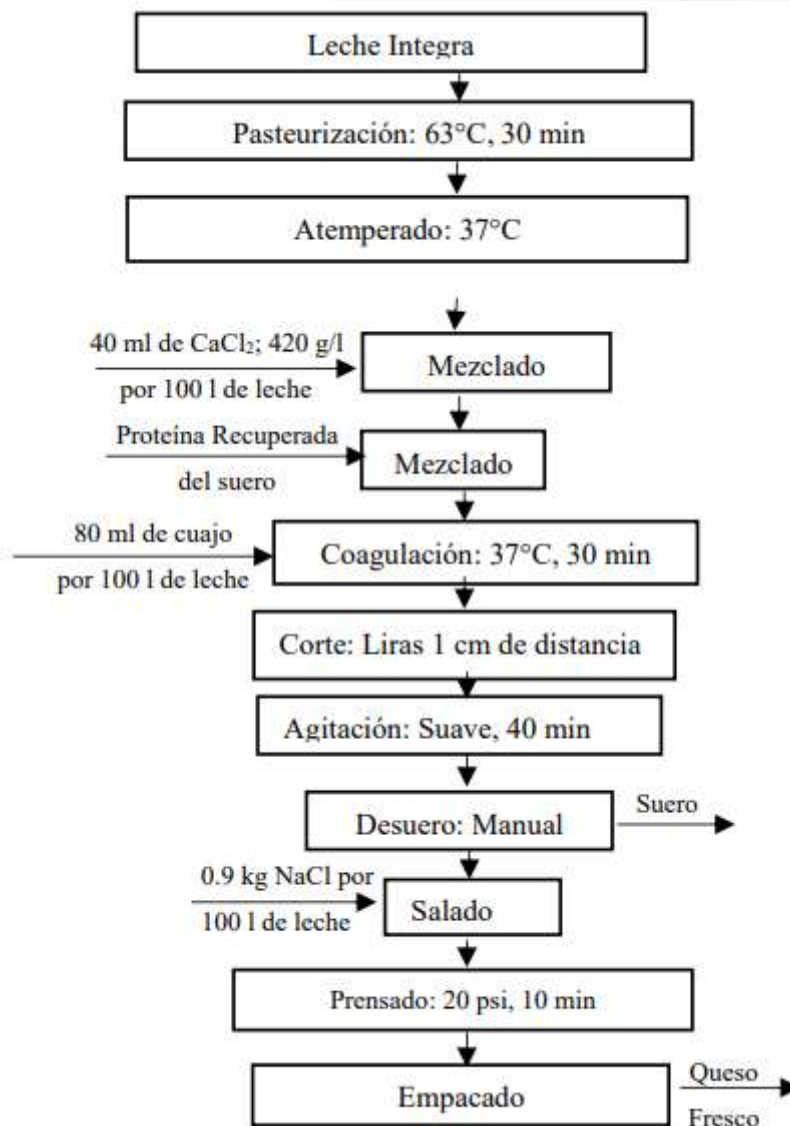 Leche Integra
Pasteurización: 63°C, 30 min
Atemperado: 37°C
40 ml de CaCl₂; 420 g/l
por 100 l de leche
Mezclado
Proteína Recuperada
del suero
Mezclado
80 ml de cuajo
por 100 l de leche
Coagulación: 37°C, 30 min
Corte: Liras 1 cm de distancia
Agitación: Suave, 40 min
Desuero: Manual
Suero
0.9 kg NaCl por
100 l de leche
Salado
Prensado: 20 psi, 10 min
Empacado
Queso
Fresco